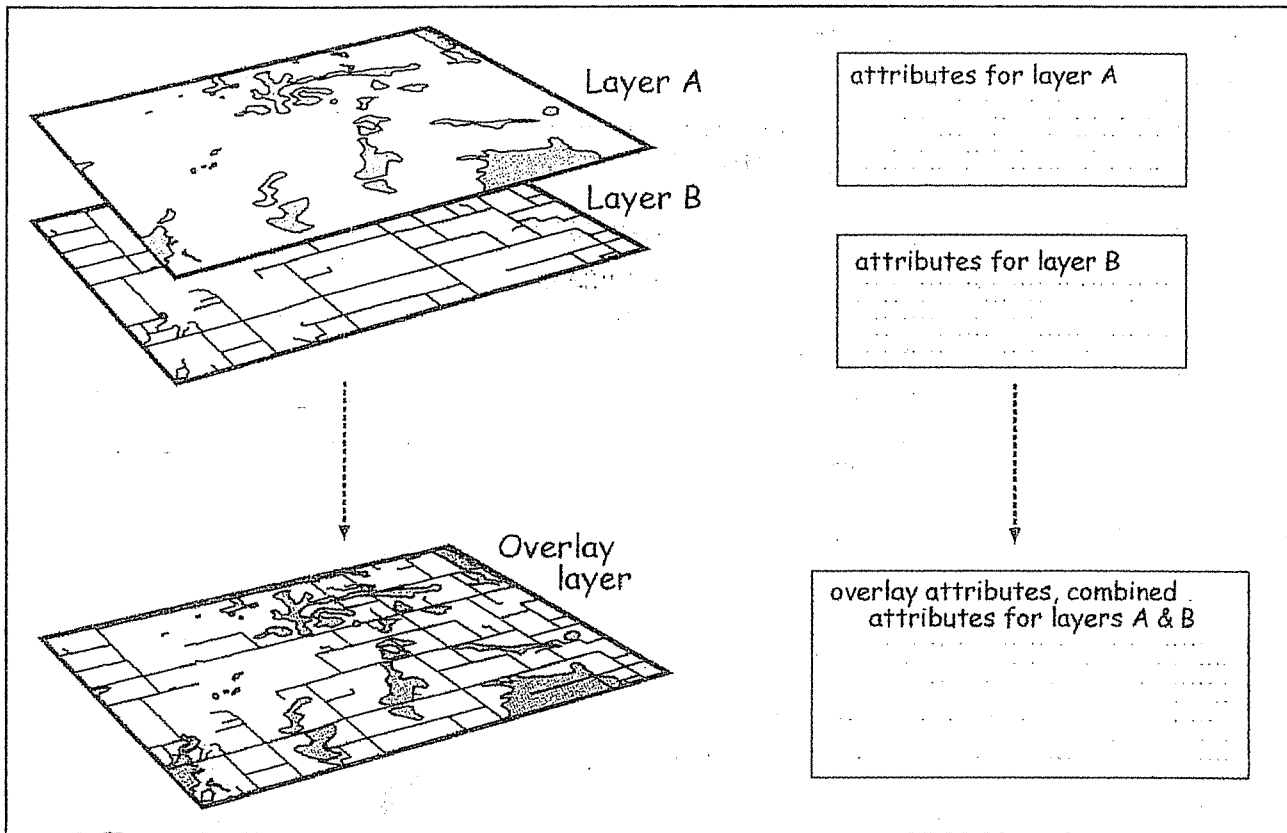 Layer A
attributes for layer A
Layer B
attributes for layer B
Overlay
layer
overlay attributes, combined
attributes for layers A & B